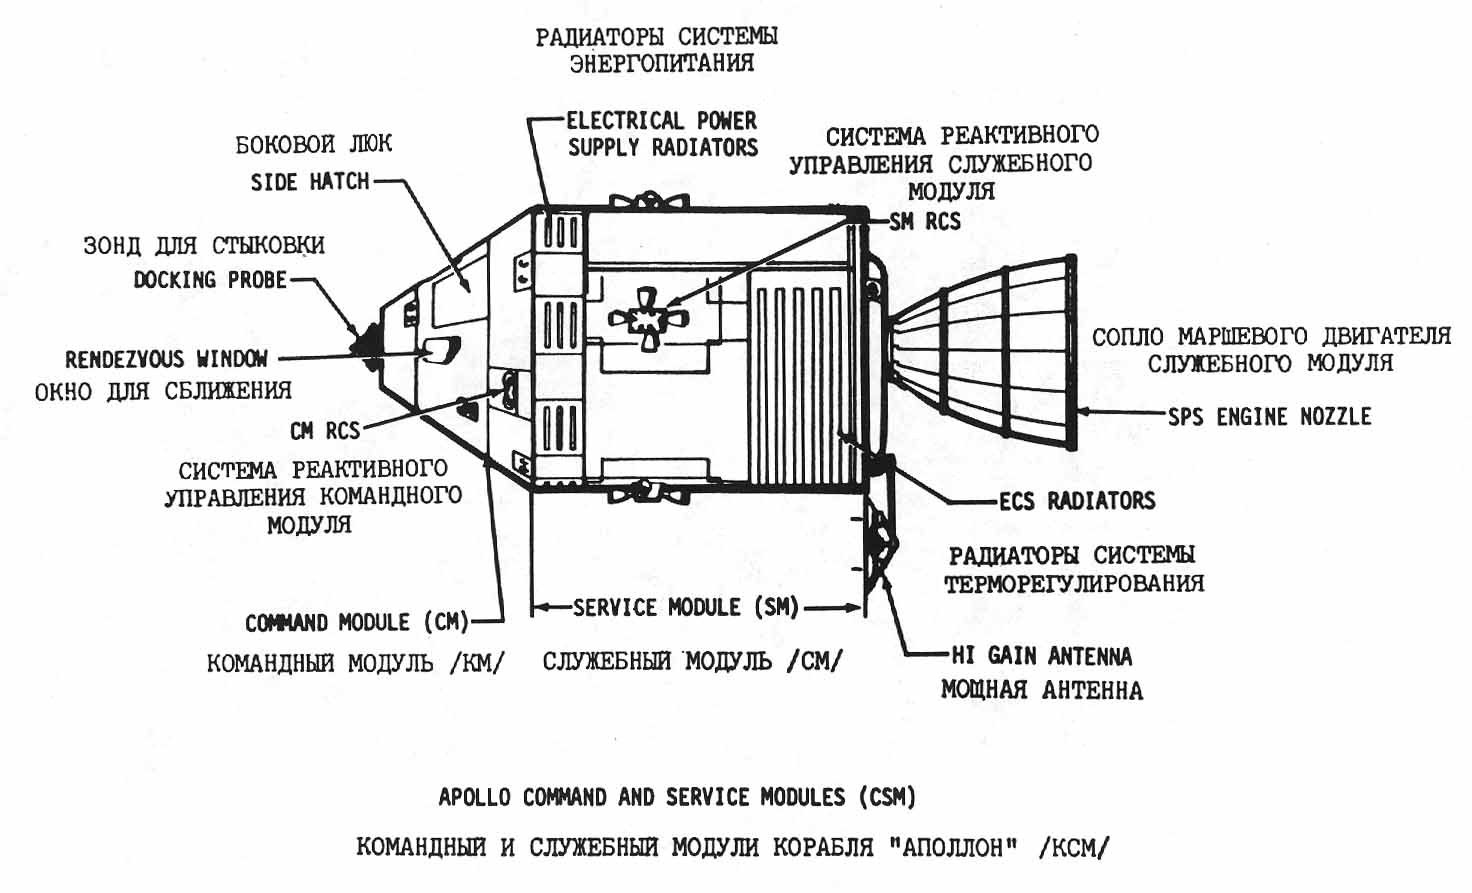 РАДИАТОРЫ СИСТЕМЫ
ЭНЕРГОПИТАНИЯ
ELECTRICAL POWER
SUPPLY RADIATORS
БОКОВОЙ ЛЮК
SIDE HATCH
СИСТЕМА РЕАКТИВНОГО
УПРАВЛЕНИЯ СЛУЖЕБНОГО
МОДУЛЯ
SM RCS
ЗОНД ДЛЯ СТЫКОВКИ
DOCKING PROBE
RENDEZVOUS WINDOW
ОКНО ДЛЯ СБЛИЖЕНИЯ
СОПЛО МАРШЕВОГО ДВИГАТЕЛЯ
СЛУЖЕБНОГО МОДУЛЯ
SPS ENGINE NOZZLE
CM RCS
СИСТЕМА РЕАКТИВНОГО
УПРАВЛЕНИЯ КОМАНДНОГО
МОДУЛЯ
ECS RADIATORS
РАДИАТОРЫ СИСТЕМЫ
ТЕРМОРЕГУЛИРОВАНИЯ
COMMAND MODULE (CM)
КОМАНДНЫЙ МОДУЛЬ /КМ/
SERVICE MODULE (SM)
СЛУЖЕБНЫЙ МОДУЛЬ /СМ/
HI GAIN ANTENNA
МОЩНАЯ АНТЕННА
APOLLO COMMAND AND SERVICE MODULES (CSM)
КОМАНДНЫЙ И СЛУЖЕБНЫЙ МОДУЛИ КОРАБЛЯ "АПОЛЛОН" /КСМ/